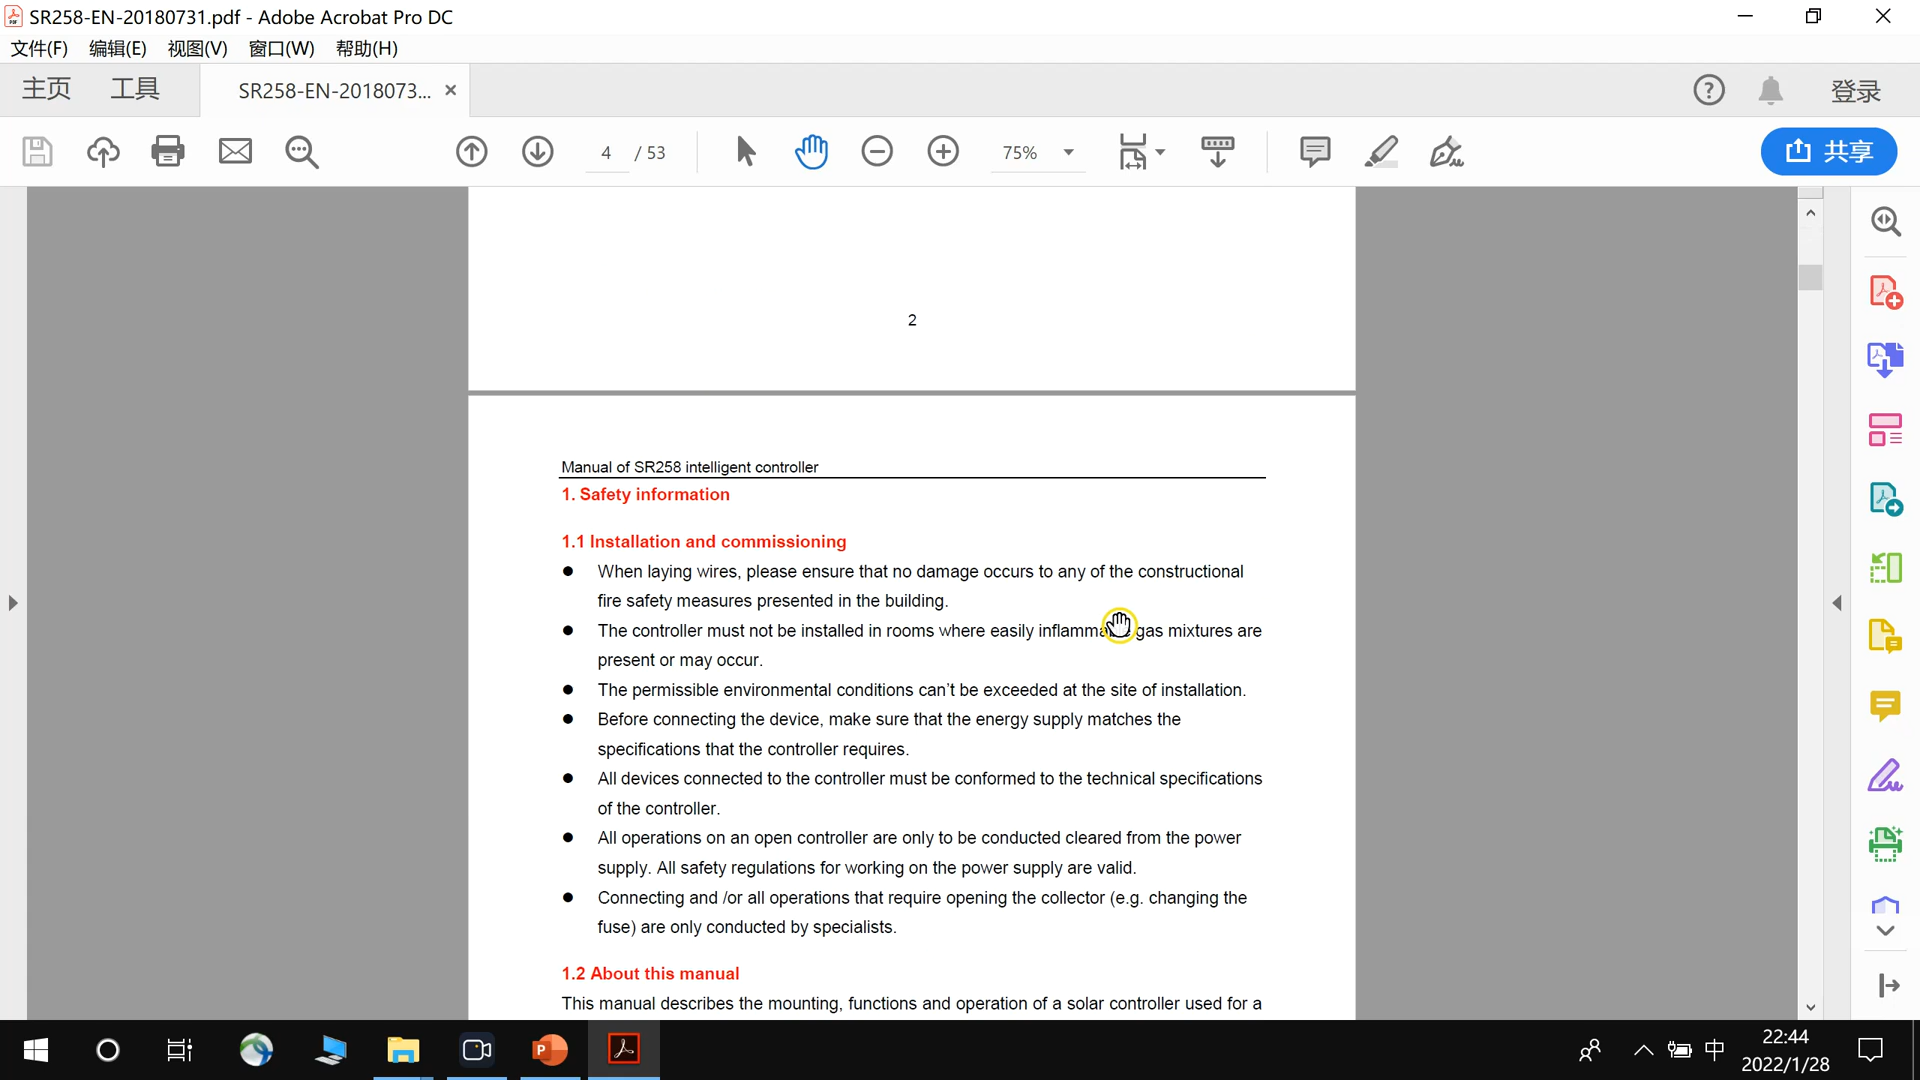 SR258-EN-20180731.pdf - Adobe Acrobat Pro DC
文件(F) 编辑(E) 视图(V) 窗口(W) 帮助(H)
主页 工具 SR258-EN-2018073... × 登录
4 / 53 75% 共享
2
Manual of SR258 intelligent controller
1. Safety information
1.1 Installation and commissioning
● When laying wires, please ensure that no damage occurs to any of the constructional
fire safety measures presented in the building.
● The controller must not be installed in rooms where easily gas mixtures are
present or may occur.
● The permissible environmental conditions can’t be exceeded at the site of installation.
● Before connecting the device, make sure that the energy supply matches the
specifications that the controller requires.
● All devices connected to the controller must be conformed to the technical specifications
of the controller.
● All operations on an open controller are only to be conducted cleared from the power
supply. All safety regulations for working on the power supply are valid.
● Connecting and /or all operations that require opening the collector (e.g. changing the
fuse) are only conducted by specialists.
1.2 About this manual
This manual describes the mounting, functions and operation of a solar controller used for a
中 22:44
2022/1/28